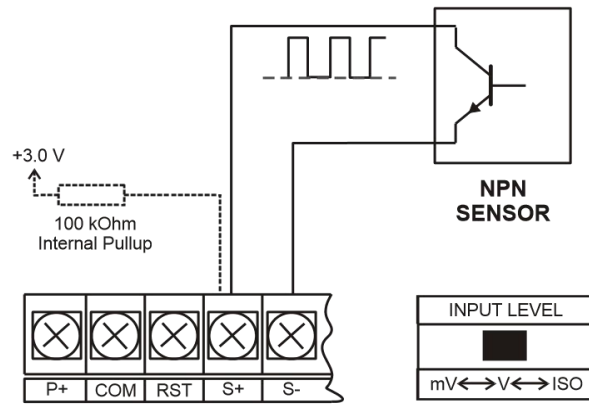 +3.0 V
100 kOhm
Internal Pullup
NPN
SENSOR
P+ COM RST S+ S-
INPUT LEVEL
mV<->V<->ISO